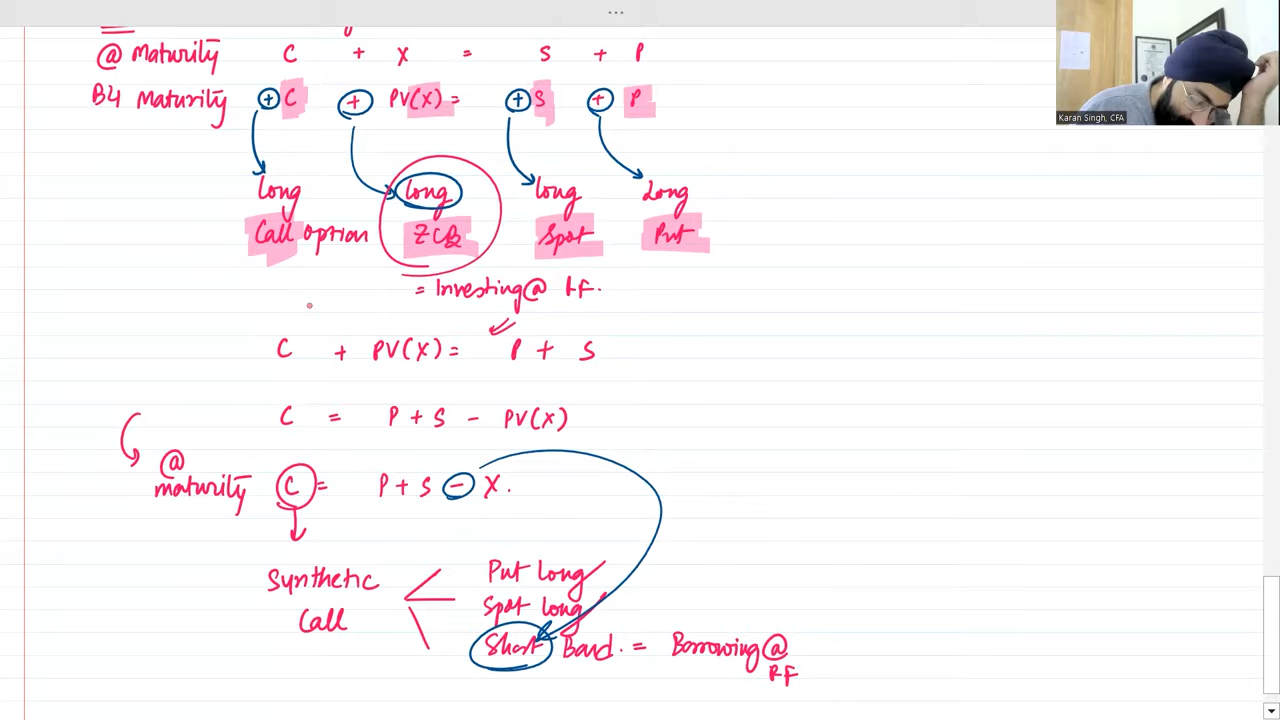 @ Maturity C + X = S + P
B4 Maturity + C + PV(X) = + S + P
Karan Singh, CFA
Long Long Long Long
Call option ZCB Spot Put
= Investing @ RF.
C + PV(X) = P + S
C = P + S - PV(X)
@
maturity C = P + S - X.
Synthetic Put Long
Call Spot long
Short Bond. = Borrowing @
RF